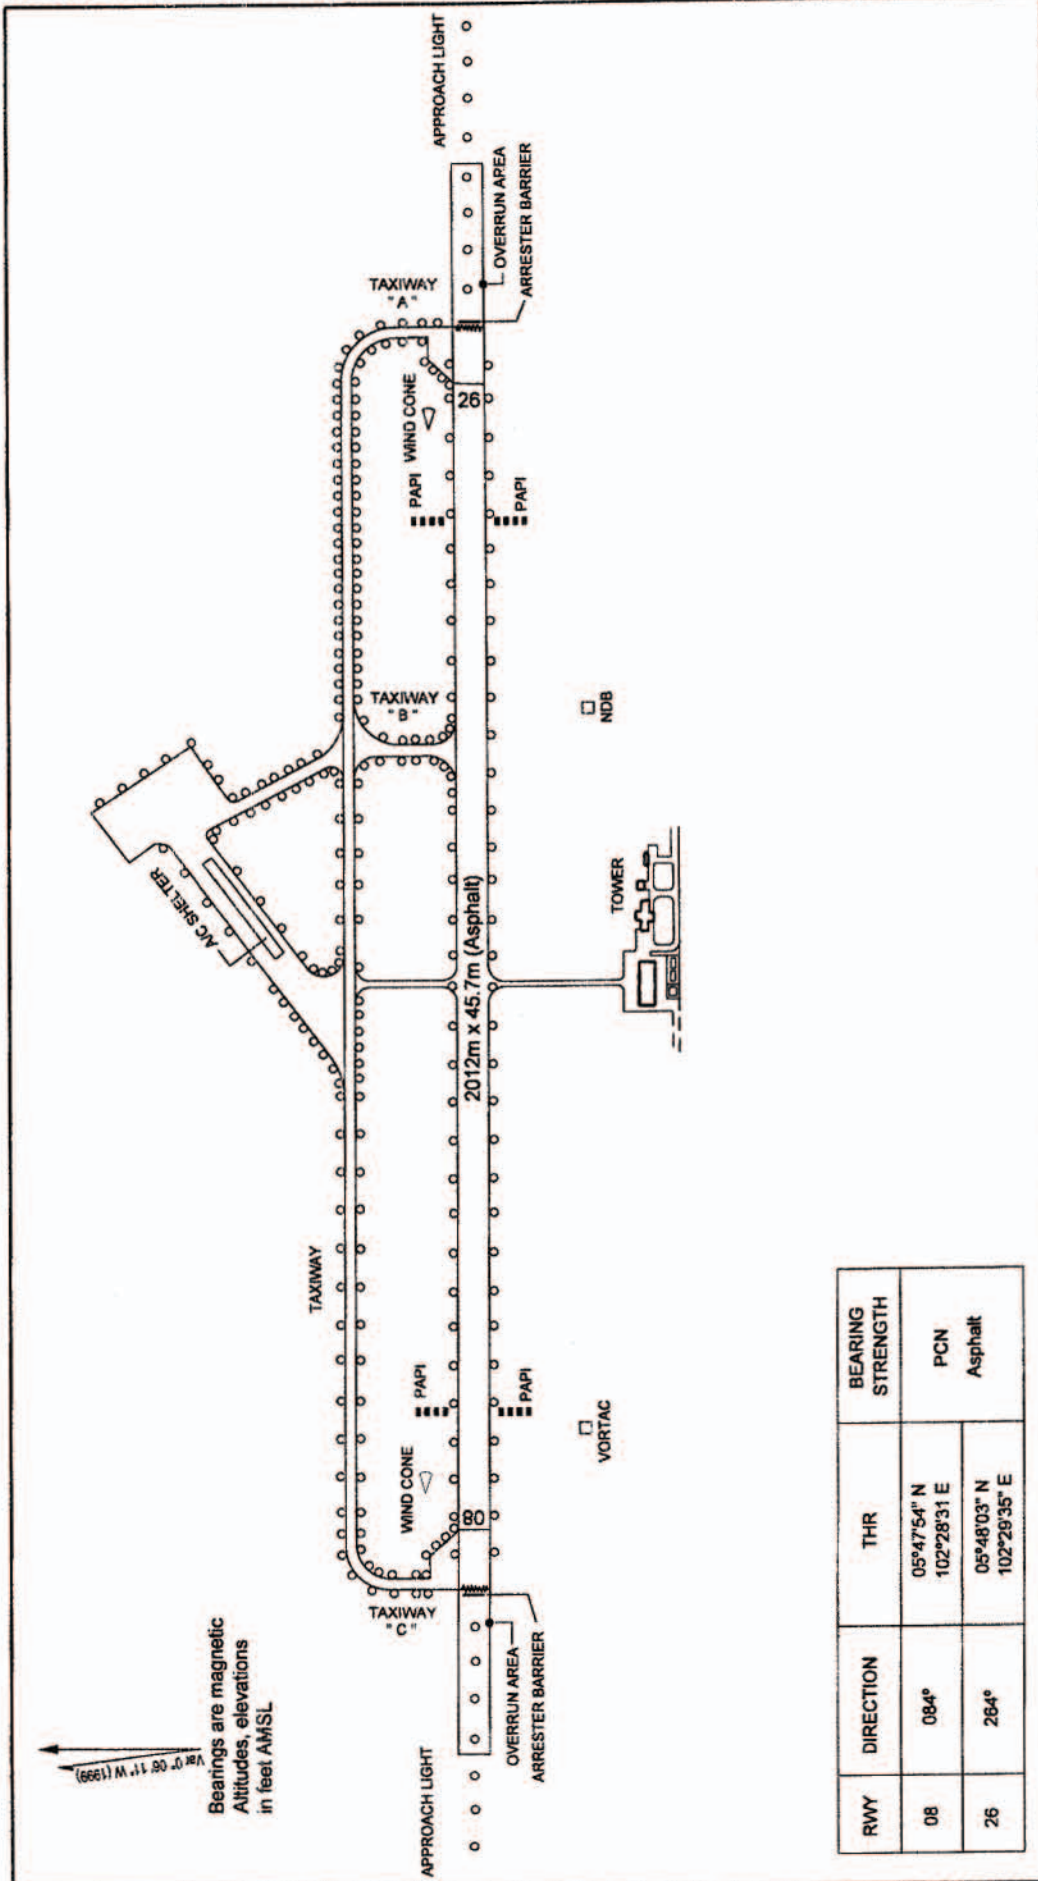 Var 0° 06' 11" W (1999)
Bearings are magnetic
Altitudes, elevations
in feet AMSL
A/C SHELTER
TAXIWAY
TAXIWAY
"B"
TAXIWAY
"A"
TAXIWAY
"C"
WIND CONE
PAPI
PAPI
WIND CONE
APPROACH LIGHT
08
2012m x 45.7m (Asphalt)
26
APPROACH LIGHT
OVERRUN AREA
ARRESTER BARRIER
PAPI
PAPI
OVERRUN AREA
ARRESTER BARRIER
VORTAC
TOWER
NDB
RWY DIRECTION THR BEARING STRENGTH
08 084° 05°47'54" N
102°28'31 E PCN
26 264° 05°48'03" N
102°29'35" E Asphalt